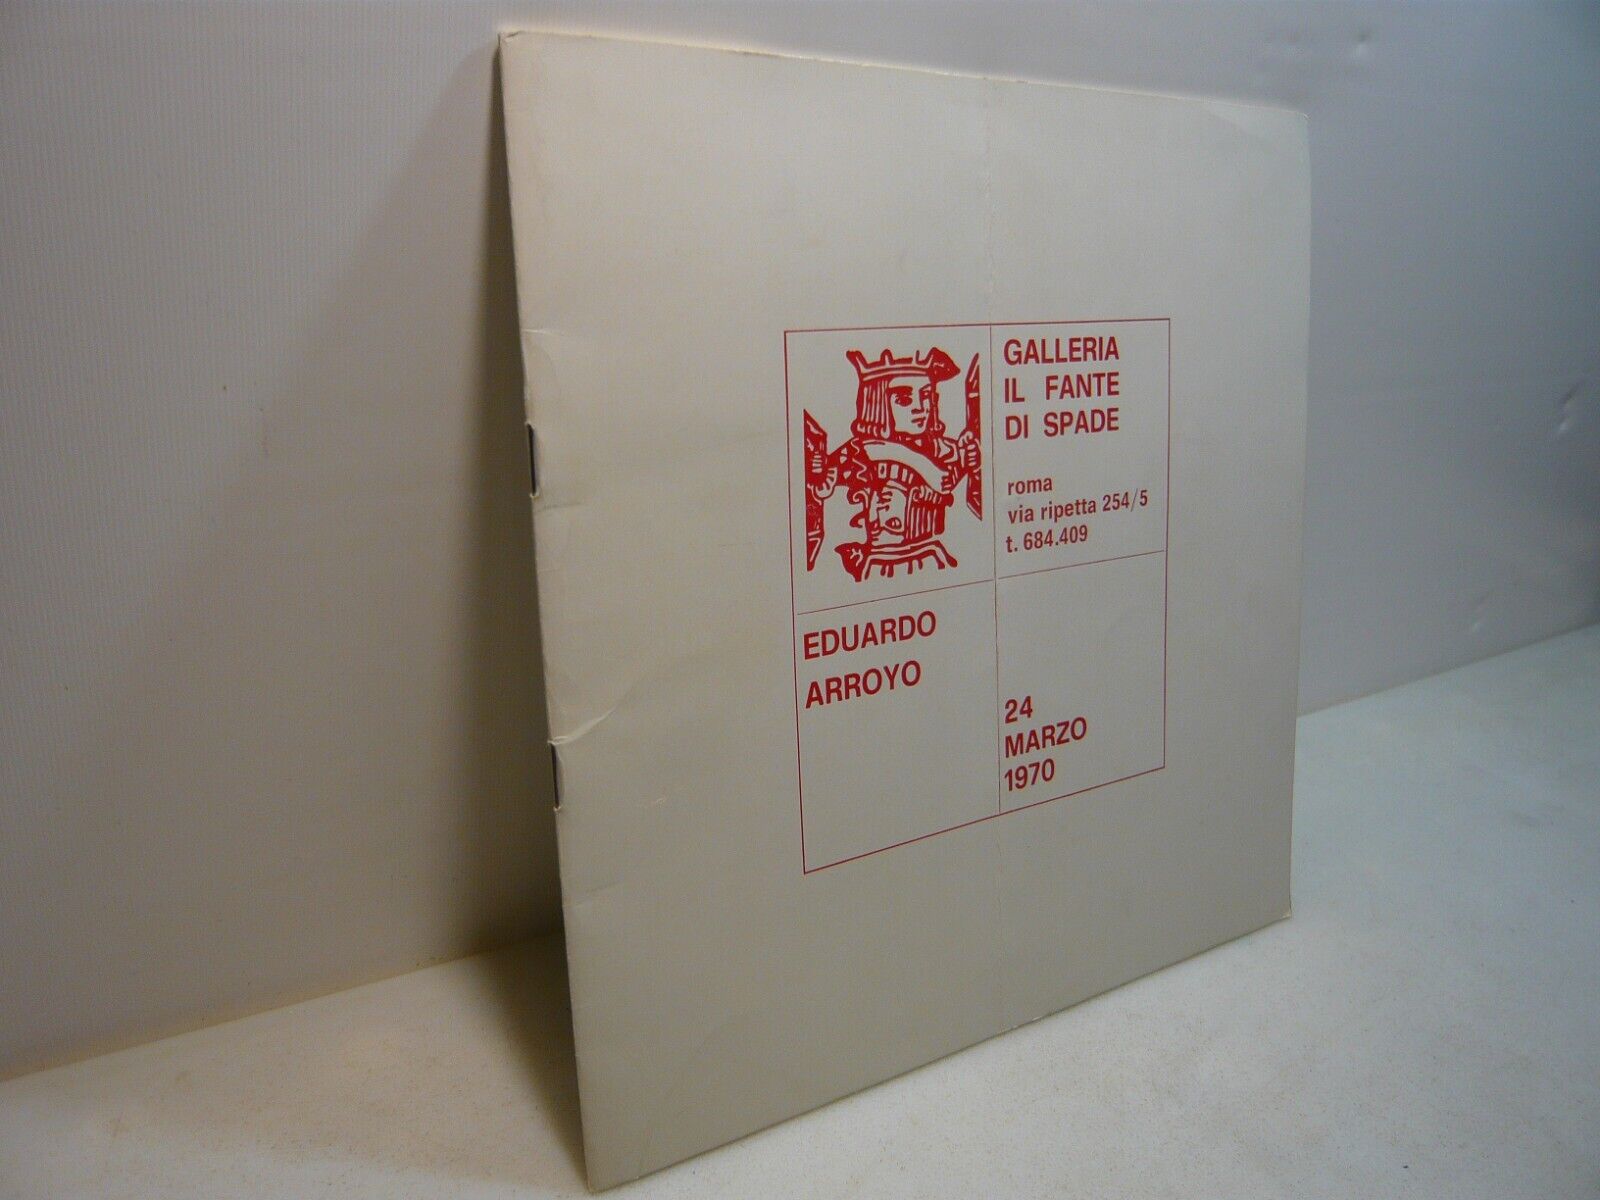 GALLERIA
IL FANTE
DI SPADE
roma
via ripetta 254/5
t. 684.409
EDUARDO
ARROYO
24
MARZO
1970